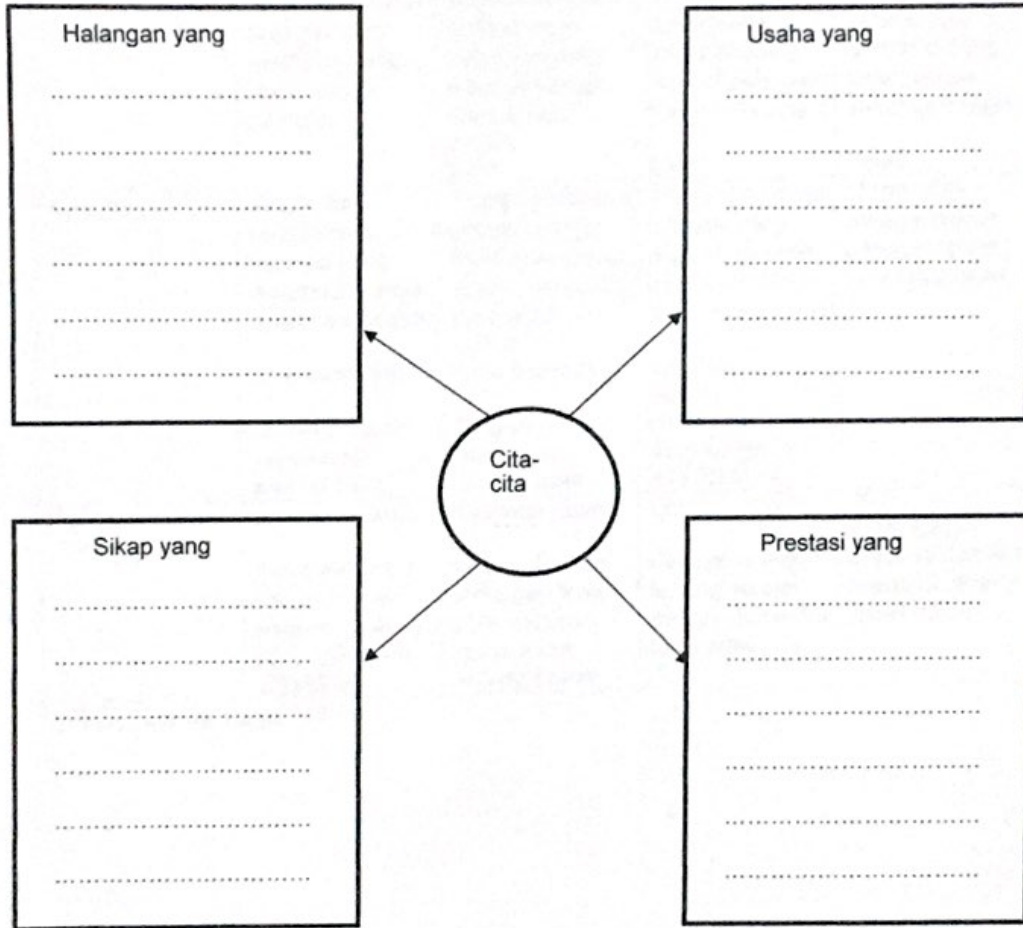 Halangan yang
Usaha yang
Cita-
cita
Sikap yang
Prestasi yang